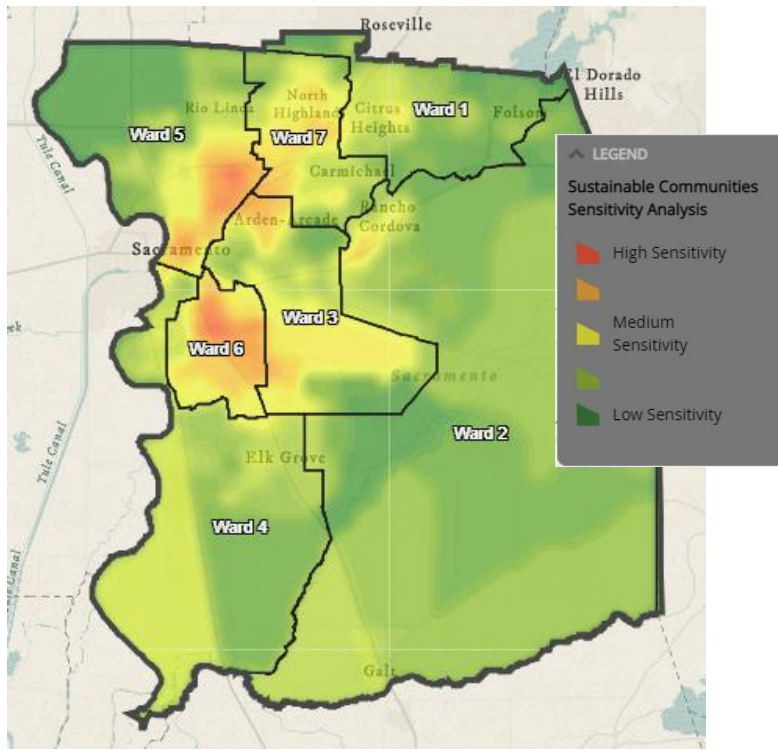 Roseville
El Dorado
Hills
Rio Linda
North
Highland
Citrus
Heights
Ward 1
Folsom
Ward 5
Ward 7
Carmichael
Tule Canal
Arden-Arcade
Rancho
Cordova
Sacramento
Ward 3
Ward 6
Sacramento
Ward 2
Elk Grove
Tule Canal
Ward 4
Galt
LEGEND
Sustainable Communities
Sensitivity Analysis
High Sensitivity
Medium
Sensitivity
Low Sensitivity